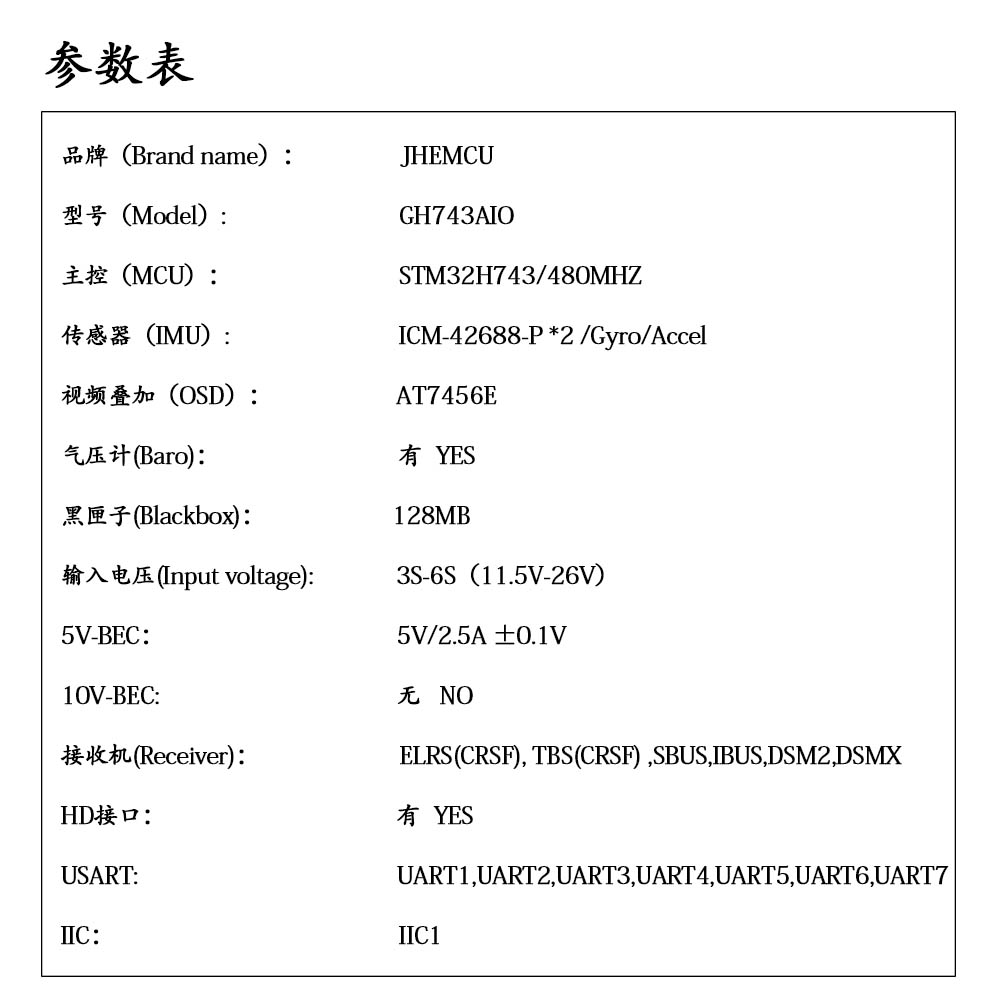 参数表
品牌（Brand name）： JHEMCU
型号（Model）: GH743AIO
主控（MCU）： STM32H743/480MHZ
传感器（IMU）: ICM-42688-P *2 /Gyro/Accel
视频叠加（OSD）： AT7456E
气压计(Baro)： 有 YES
黑匣子(Blackbox)： 128MB
输入电压(Input voltage): 3S-6S（11.5V-26V）
5V-BEC： 5V/2.5A ±0.1V
10V-BEC: 无 NO
接收机(Receiver)： ELRS(CRSF), TBS(CRSF) ,SBUS,IBUS,DSM2,DSMX
HD接口： 有 YES
USART: UART1,UART2,UART3,UART4,UART5,UART6,UART7
IIC： IIC1